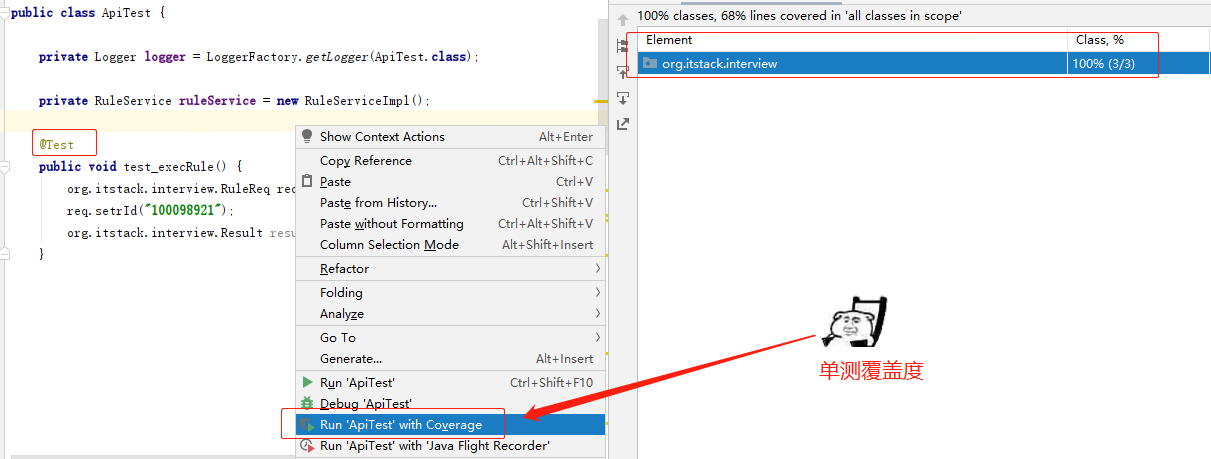 public class ApiTest {
private Logger logger = LoggerFactory.getLogger(ApiTest.class);
private RuleService ruleService = new RuleServiceImpl();
@Test
public void test_execRule() {
org.itstack.interview.RuleReq
req.setrId("100098921");
org.itstack.interview.Result
}
Show Context Actions Alt+Enter
Copy Reference Ctrl+Alt+Shift+C
Paste Ctrl+V
Paste from History... Ctrl+Shift+V
Paste without Formatting Ctrl+Alt+Shift+V
Column Selection Mode Alt+Shift+Insert
Refactor
Folding
Analyze
Go To
Generate... Alt+Insert
Run 'ApiTest' Ctrl+Shift+F10
Debug 'ApiTest'
Run 'ApiTest' with Coverage
Run 'ApiTest' with 'Java Flight Recorder'
100% classes, 68% lines covered in 'all classes in scope'
Element Class, %
org.itstack.interview 100% (3/3)
单测覆盖度